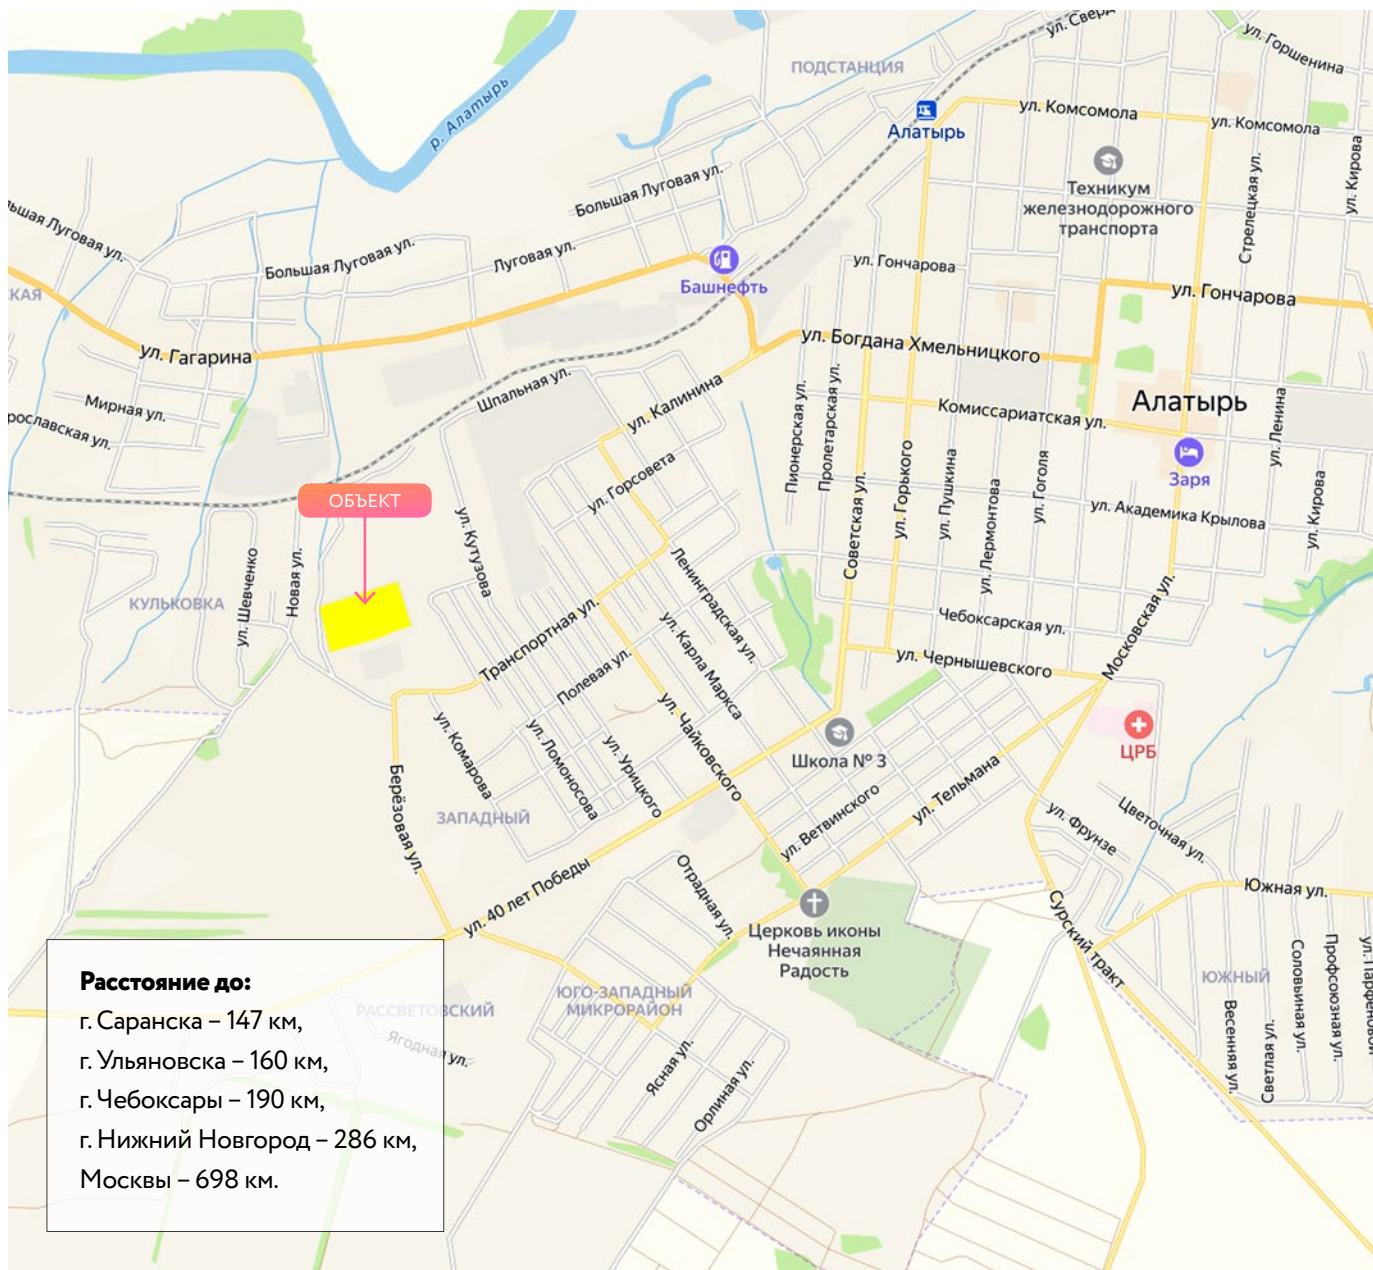 ул. Сверд
ул. Горшенина
ПОДСТАНЦИЯ
р. Алатырь
ул. Комсомола
ул. Комсомола
Алатырь
ул. Кирова
Техникум
железнодорожного
транспорта
Стрелецкая ул.
Большая Луговая ул.
льшая Луговая ул.
Большая Луговая ул.
Луговая ул.
ул. Гончарова
Башнефть
ул. Гончарова
СКАЯ
ул. Гагарина
ул. Богдана Хмельницкого
Шпальная ул.
ул. Калинина
Пионерская ул.
Пролетарская ул.
Мирная ул.
рославская ул.
Комиссариатская ул.
Алатырь
ул. Ленина
Заря
ул. Горсовета
Советская ул.
ул. Горького
ул. Пушкина
ул. Лермонтова
ул. Гоголя
ул. Академика Крылова
ул. Кирова
ОБЪЕКТ
ул. Кутузова
Ленинградская ул.
КУЛЬКОВКА
ул. Шевченко
Новая ул.
Транспортная ул.
ул. Карла Маркса
Чебоксарская ул.
Московская ул.
ул. Чернышевского
Полевая ул.
ул. Чайковского
ул. Комарова
ул. Ломоносова
ул. Урицкого
Школа № 3
ЦРБ
Берёзовая ул.
ЗАПАДНЫЙ
ул. Ветвинского
ул. Тельмана
ул. Фрунзе
Цветочная ул.
ул. 40 лет Победы
Отрадная ул.
Южная ул.
Церковь иконы
Нечаянная
Радость
Сурский тракт
ЮЖНЫЙ
Весенняя ул.
Светлая ул.
Соловьиная ул.
Профсоюзная ул.
ул. Парфеновой
РАССВЕТОВСКИЙ
Ягодная ул.
ЮГО-ЗАПАДНЫЙ
МИКРОРАЙОН
Ясная ул.
Орлиная ул.
Расстояние до:
г. Саранска – 147 км,
г. Ульяновска – 160 км,
г. Чебоксары – 190 км,
г. Нижний Новгород – 286 км,
Москвы – 698 км.